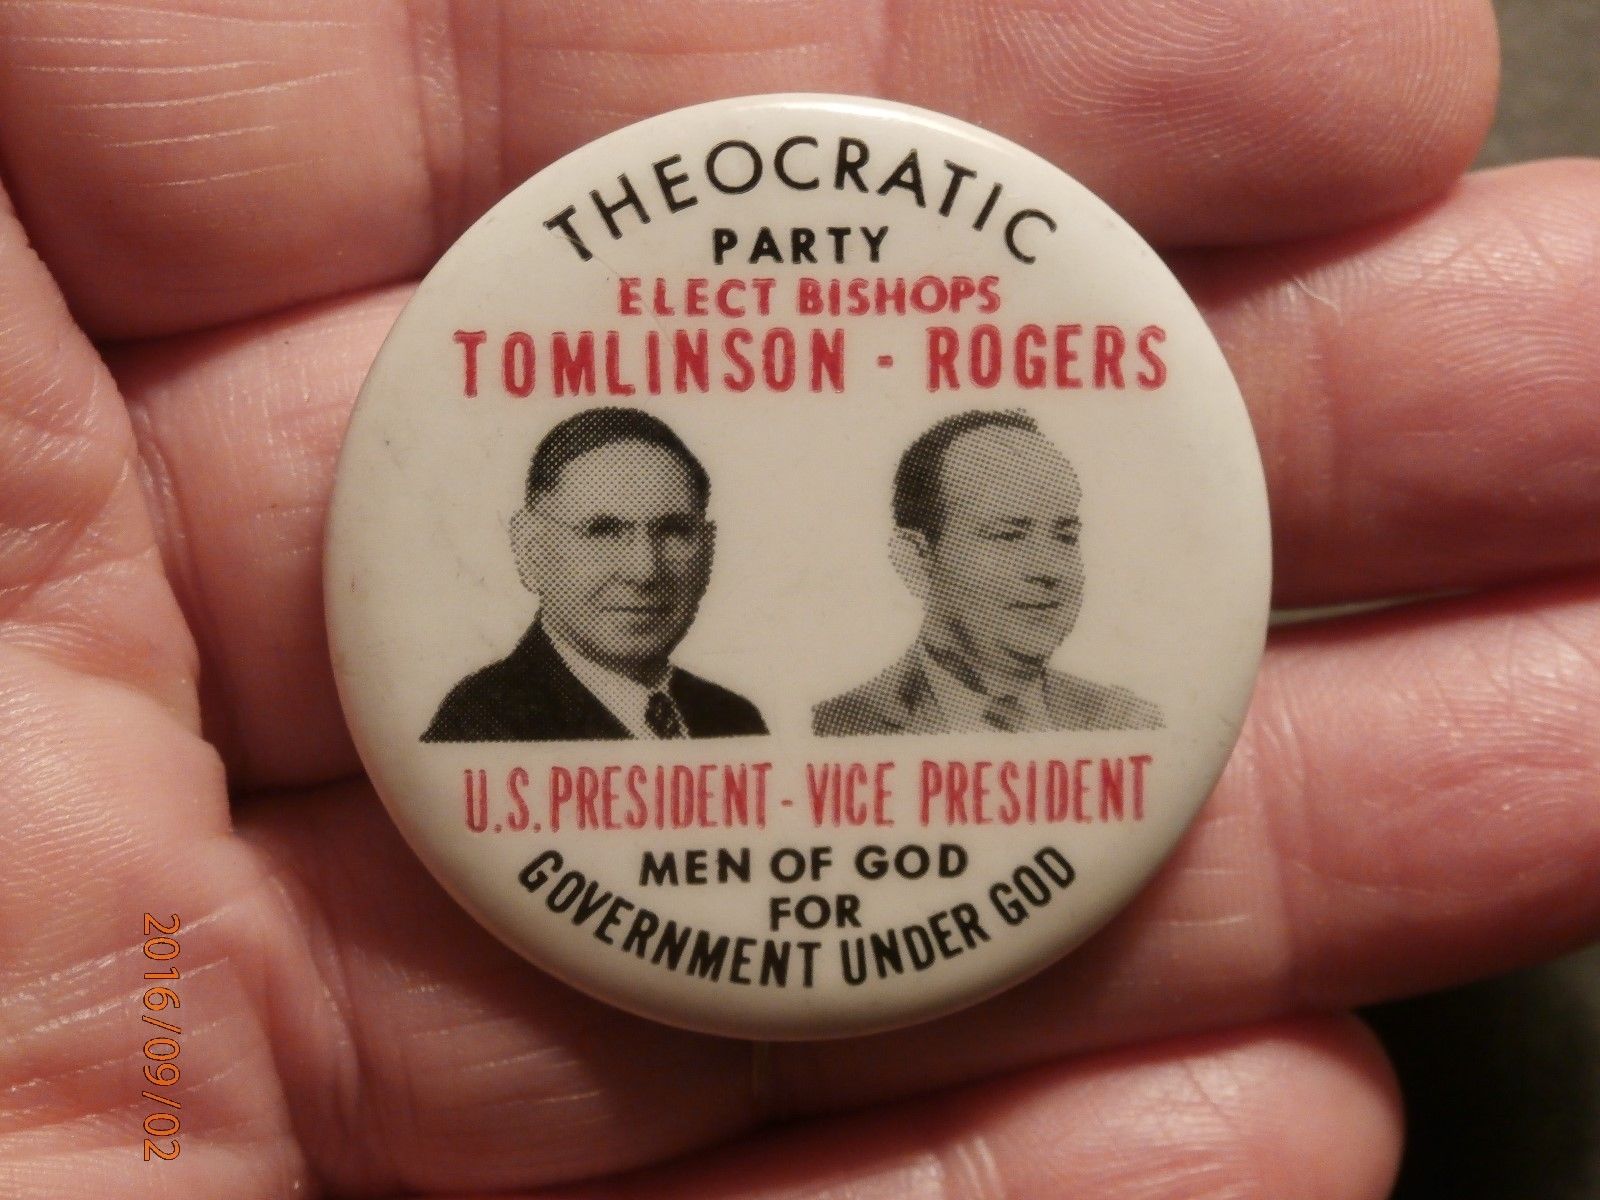 THEOCRATIC
PARTY
ELECT BISHOPS
TOMLINSON - ROGERS
U.S. PRESIDENT - VICE PRESIDENT
MEN OF GOD
FOR
GOVERNMENT UNDER GOD
2016/09/02